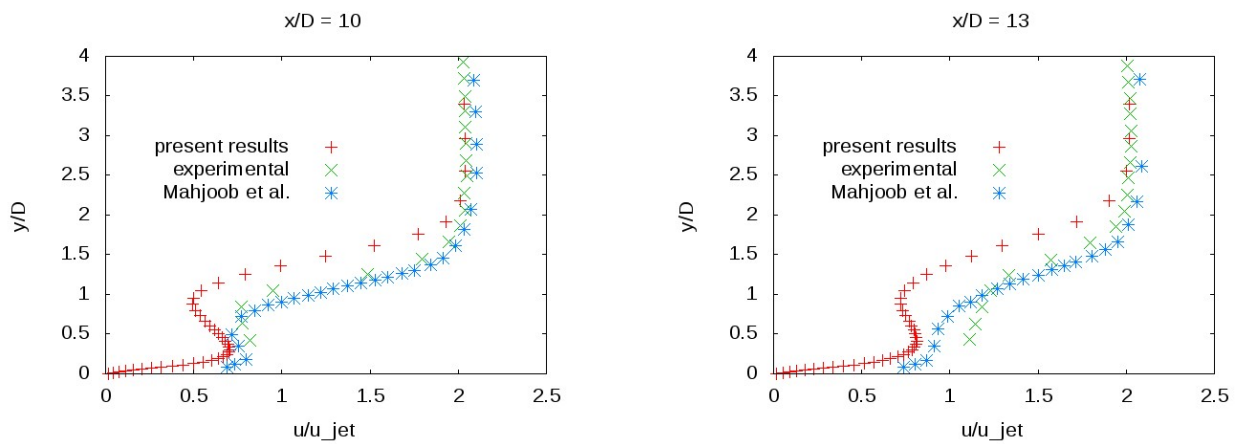 x/D = 10
4
3.5
3
2.5
2
1.5
1
0.5
0
y/D
present results
experimental
Mahjoob et al.
0 0.5 1 1.5 2 2.5
u/u_jet
x/D = 13
4
3.5
3
2.5
2
1.5
1
0.5
0
y/D
present results
experimental
Mahjoob et al.
0 0.5 1 1.5 2 2.5
u/u_jet